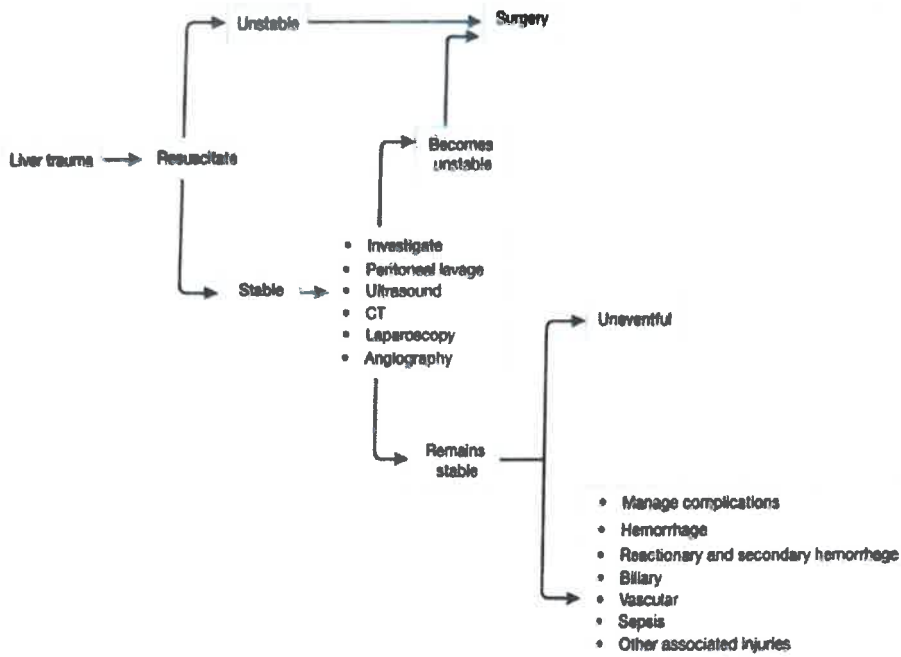 Unstable
Surgery
Liver trauma
Resuscitate
Becomes
unstable
Stable
• Investigate
• Peritoneal lavage
• Ultrasound
• CT
• Laparoscopy
• Angiography
Uneventful
Remains
stable
• Manage complications
• Hemorrhage
• Reactionary and secondary hemorrhage
• Biliary
• Vascular
• Sepsis
• Other associated injuries